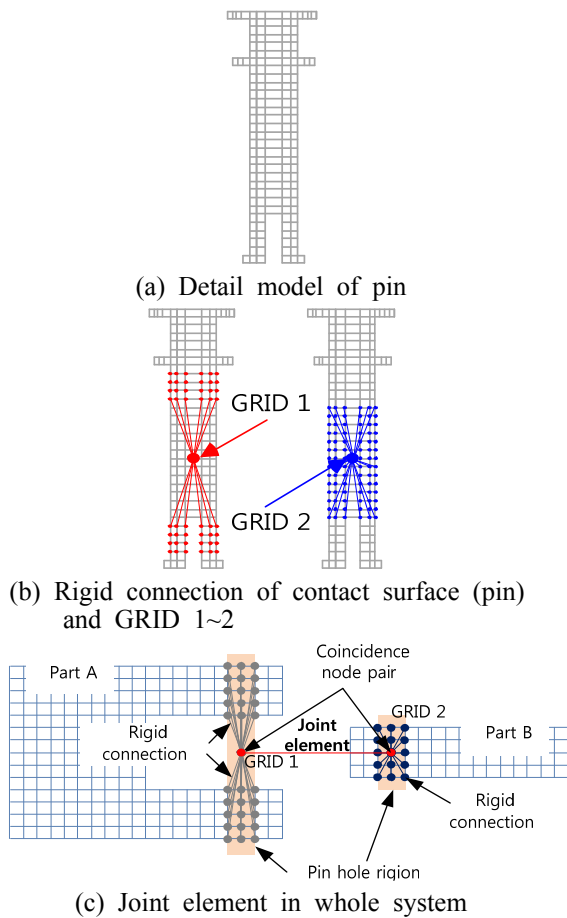 (a) Detail model of pin
GRID 1
GRID 2
(b) Rigid connection of contact surface (pin)
and GRID 1~2
Part A
Coincidence
node pair
GRID 2
Joint
element
Part B
Rigid
connection
GRID 1
Rigid
connection
Pin hole rigion
(c) Joint element in whole system